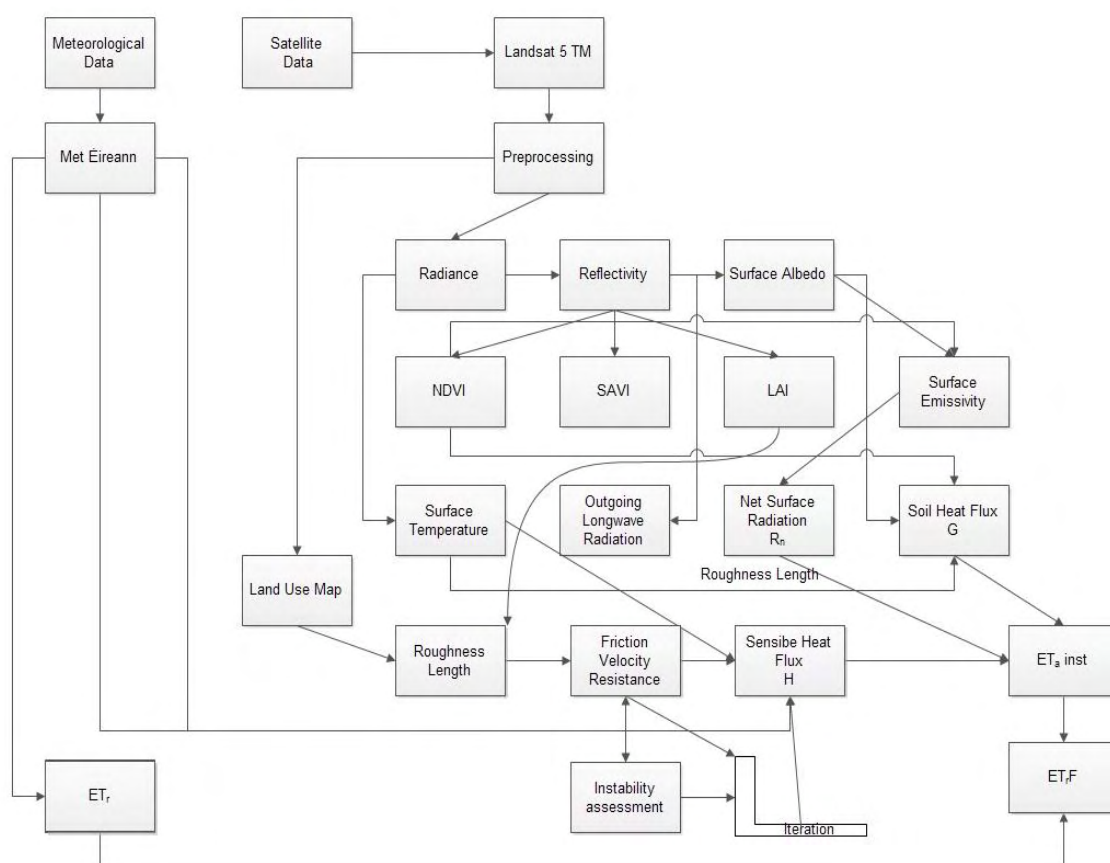 Meteorological
Data
Satellite
Data
Landsat 5 TM
Met Éireann
Preprocessing
Radiance
Reflectivity
Surface Albedo
NDVI
SAVI
LAI
Surface
Emissivity
Surface
Temperature
Outgoing
Longwave
Radiation
Net Surface
Radiation
Rₙ
Soil Heat Flux
G
Roughness Length
Land Use Map
Roughness
Length
Friction
Velocity
Resistance
Sensibe Heat
Flux
H
ETₐ inst
ETᵣ
Instability
assessment
Iteration
ETᵣF